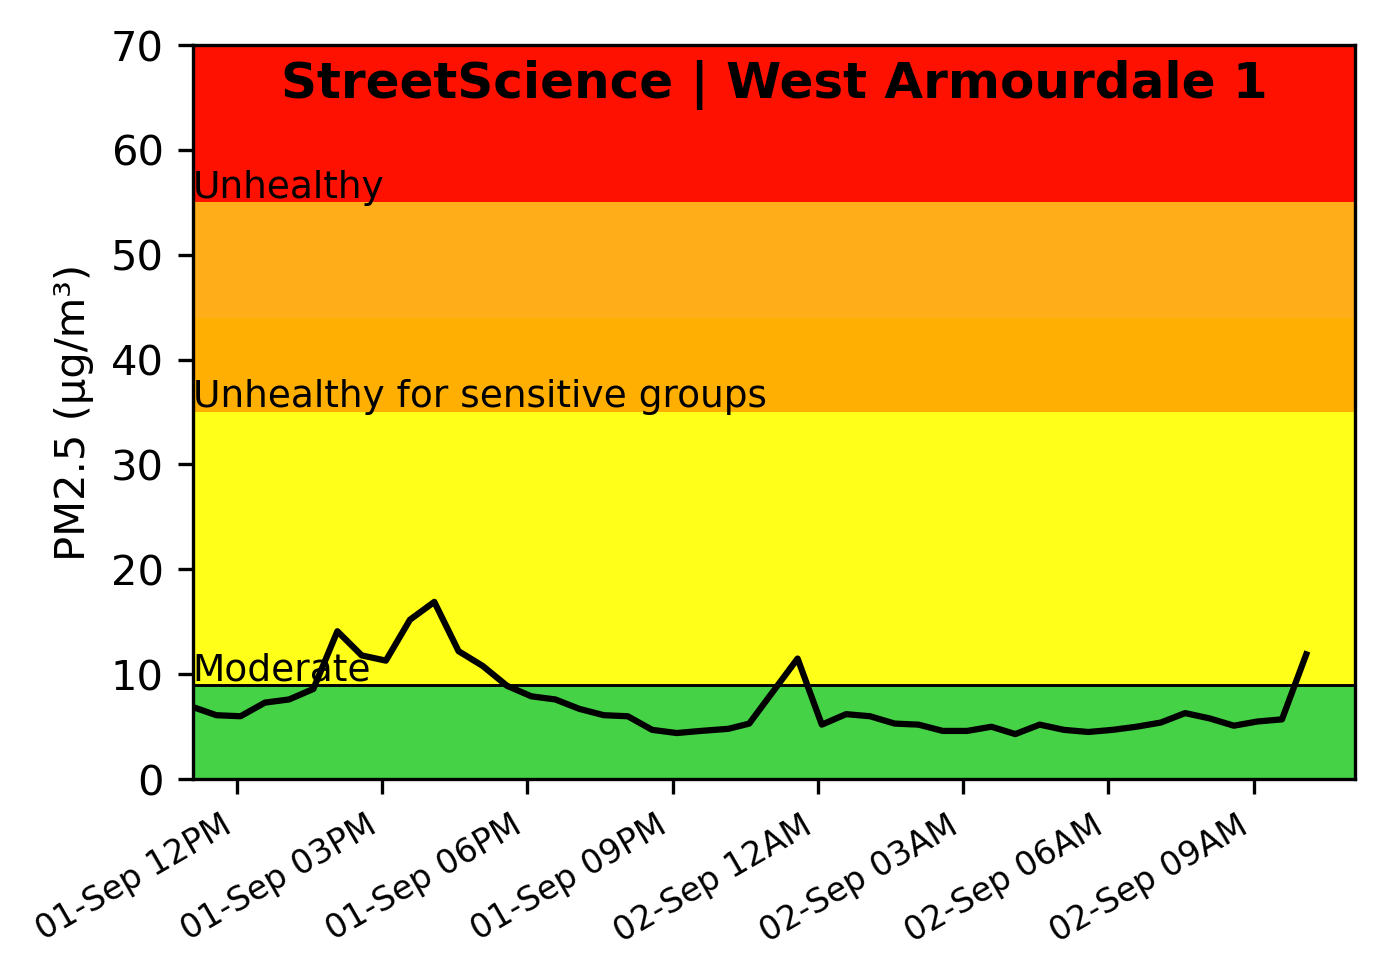 StreetScience | West Armourdale 1
PM2.5 (µg/m³)
70
60
50
40
30
20
10
0
Unhealthy
Unhealthy for sensitive groups
Moderate
01-Sep 12PM
01-Sep 03PM
01-Sep 06PM
01-Sep 09PM
02-Sep 12AM
02-Sep 03AM
02-Sep 06AM
02-Sep 09AM